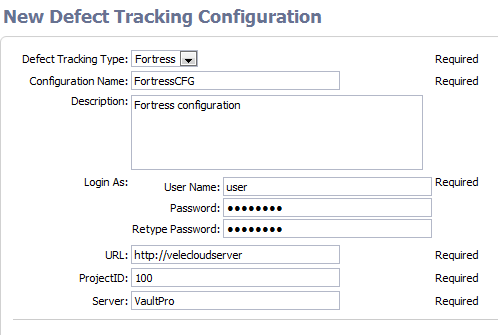 New Defect Tracking Configuration
Defect Tracking Type: Fortress Required
Configuration Name: FortressCFG Required
Description: Fortress configuration
Login As: User Name: user Required
Password: ●●●●●●●●
Retype Password: ●●●●●●●●
URL: http://velecloudserver Required
ProjectID: 100 Required
Server: VaultPro Required